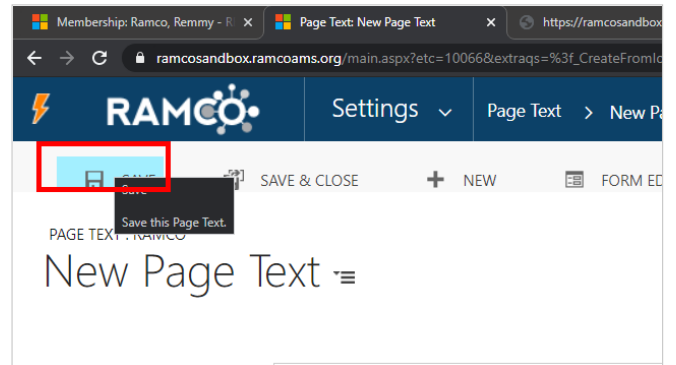 Membership: Ramco, Remmy - R
Page Text: New Page Text
https://ramcosandbox
ramcosandbox.ramcoams.org/main.aspx?etc=10066&extraqs=%3f_CreateFromId
RAMCO
Settings
Page Text > New Pa
SAVE
SAVE & CLOSE
NEW
FORM ED
Save
Save this Page Text.
PAGE TEXT : RAMCO
New Page Text